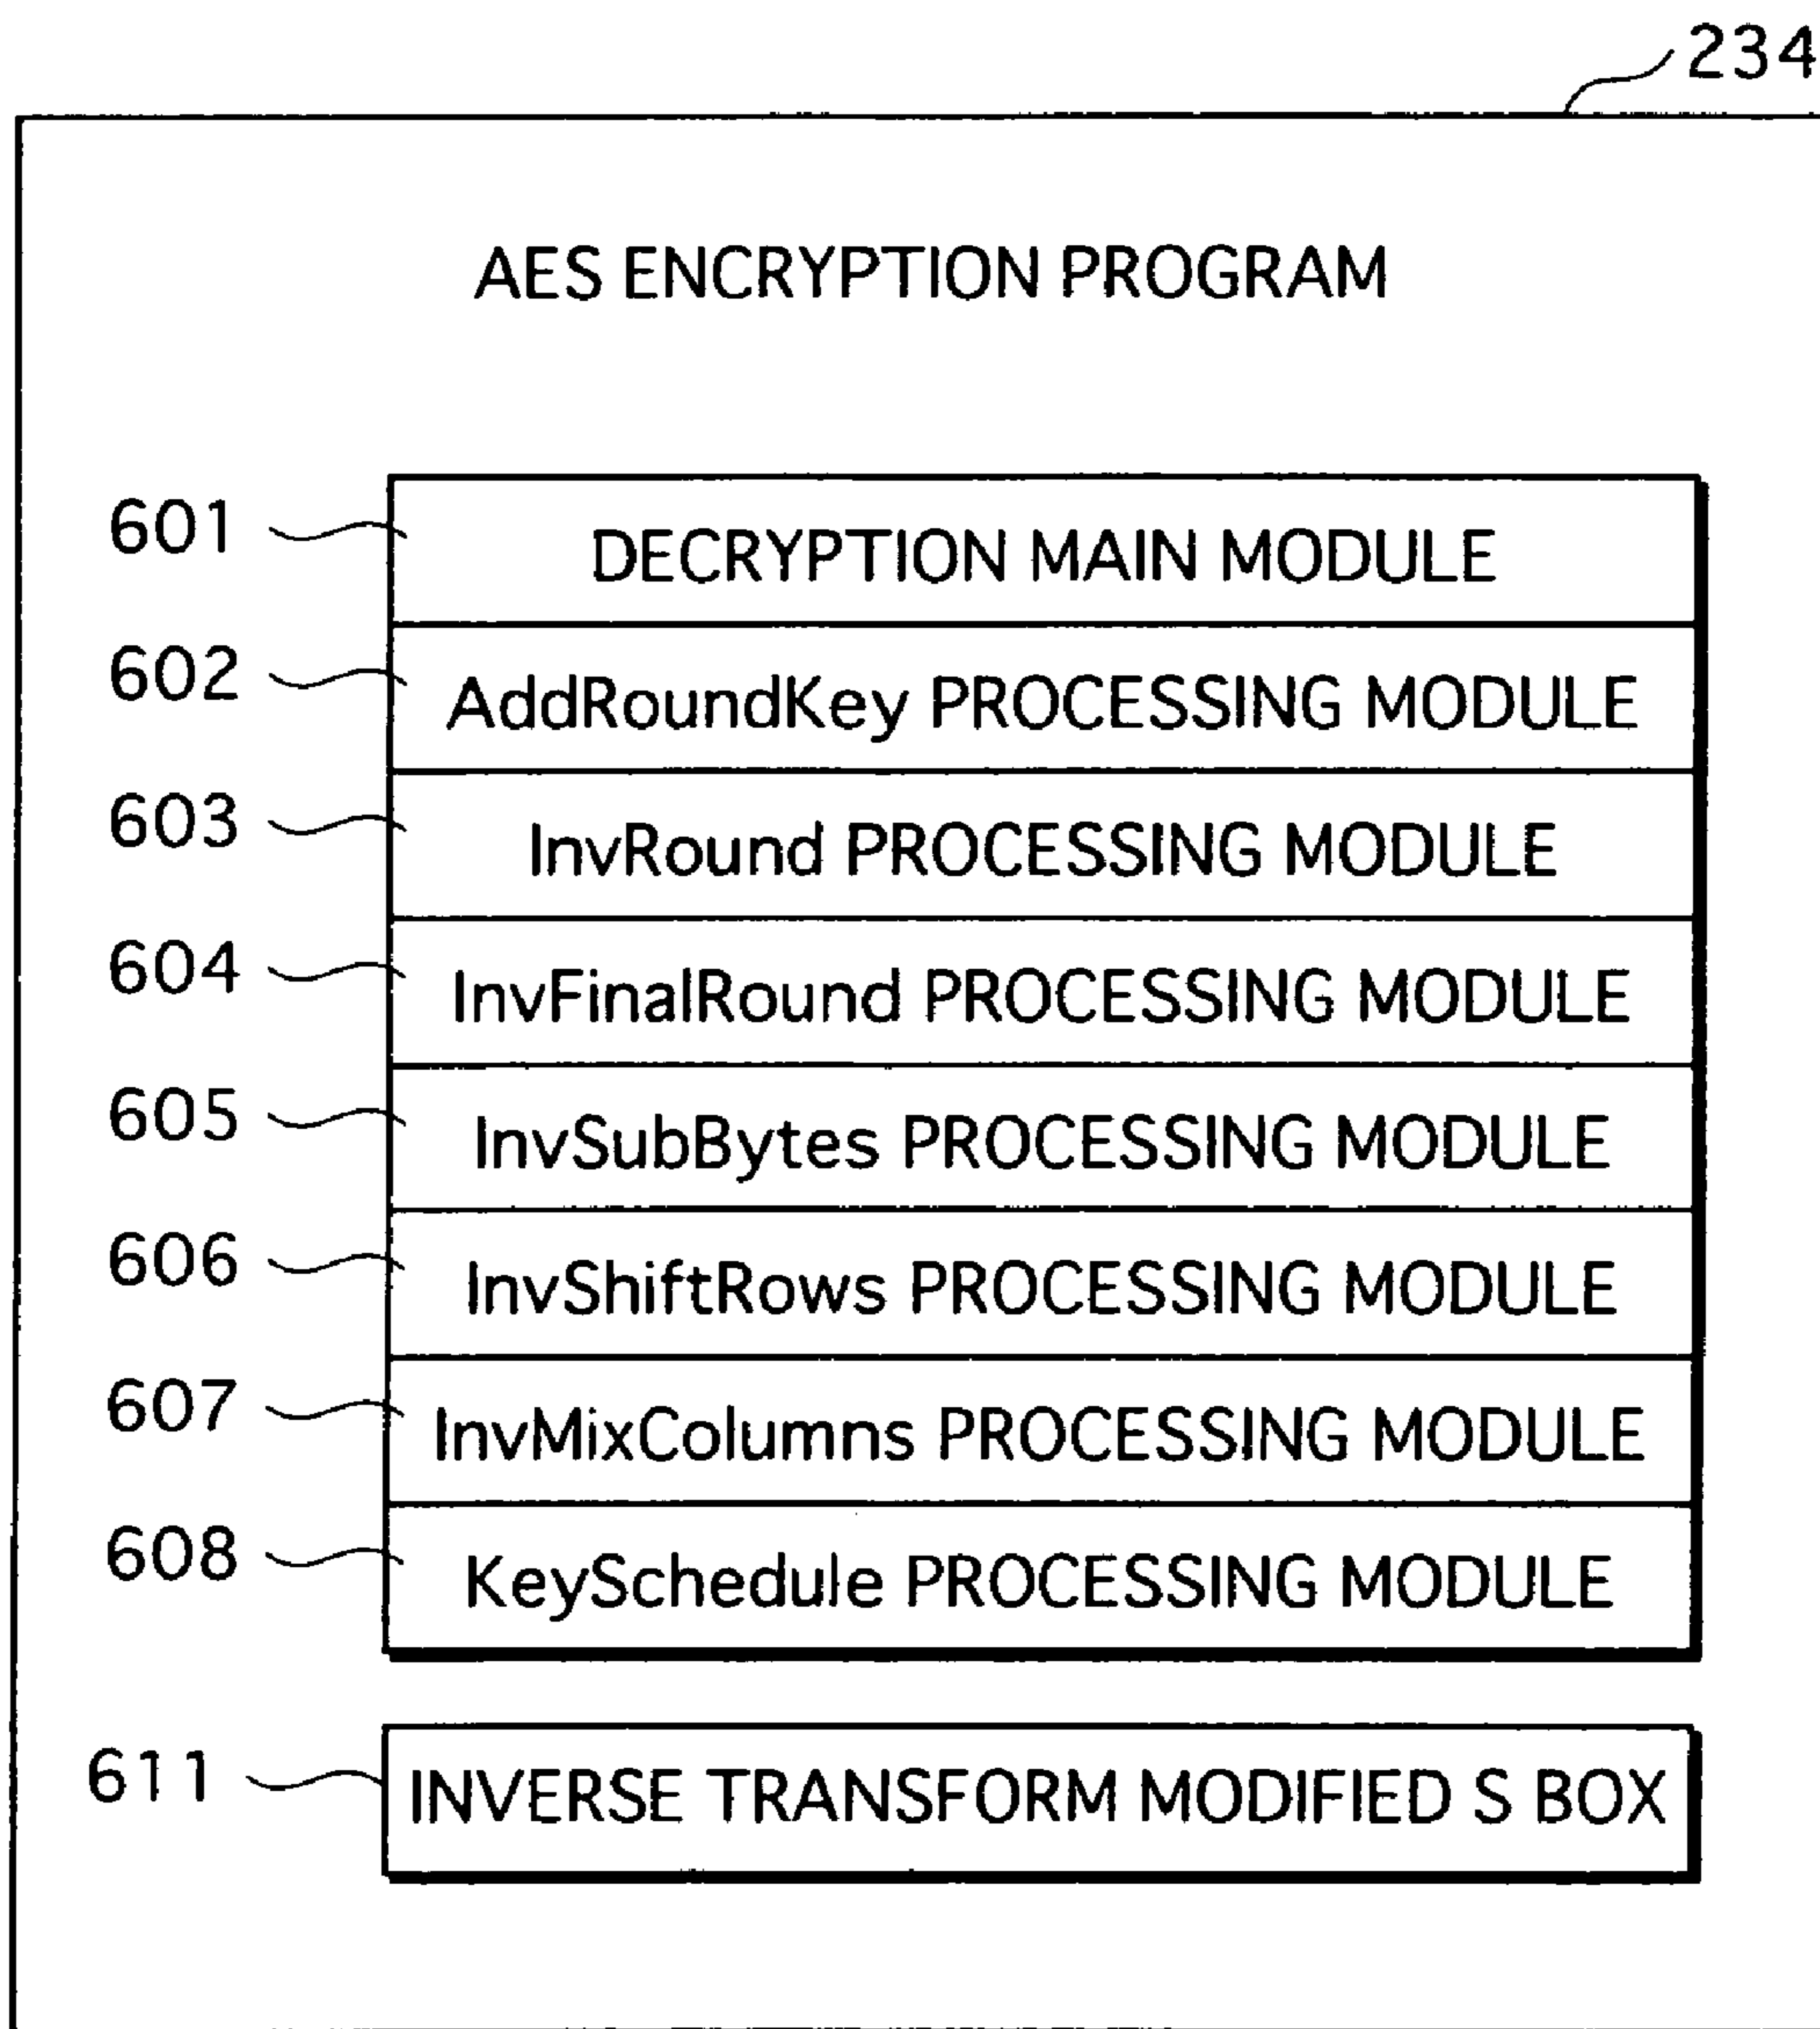 234
AES ENCRYPTION PROGRAM
601 DECRYPTION MAIN MODULE
602 AddRoundKey PROCESSING MODULE
603 InvRound PROCESSING MODULE
604 InvFinalRound PROCESSING MODULE
605 InvSubBytes PROCESSING MODULE
606 InvShiftRows PROCESSING MODULE
607 InvMixColumns PROCESSING MODULE
608 KeySchedule PROCESSING MODULE
611 INVERSE TRANSFORM MODIFIED S BOX